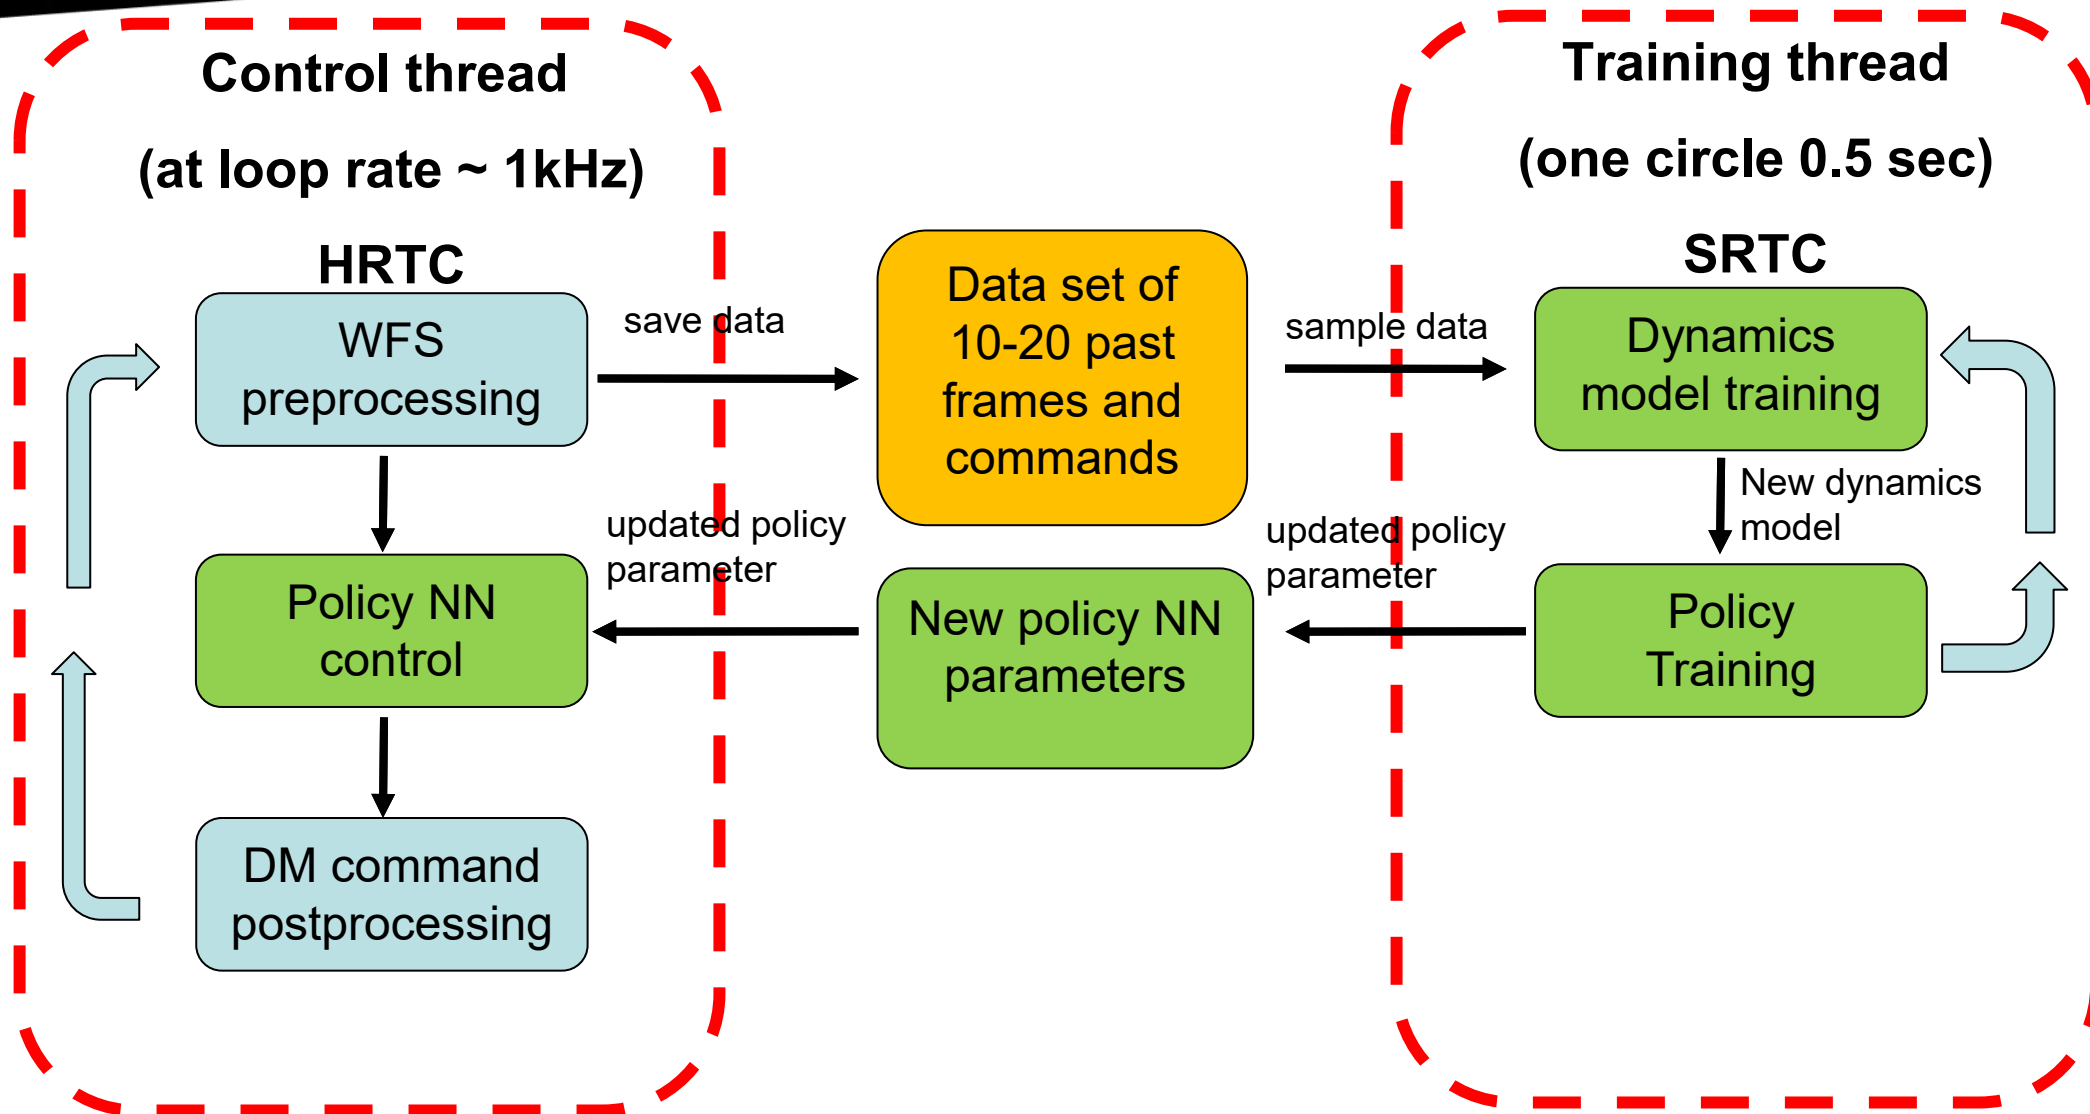 Control thread
(at loop rate ~ 1kHz)
HRTC
WFS
preprocessing
Policy NN
control
DM command
postprocessing
save data
updated policy
parameter
Data set of
10-20 past
frames and
commands
New policy NN
parameters
sample data
updated policy
parameter
Training thread
(one circle 0.5 sec)
SRTC
Dynamics
model training
New dynamics
model
Policy
Training